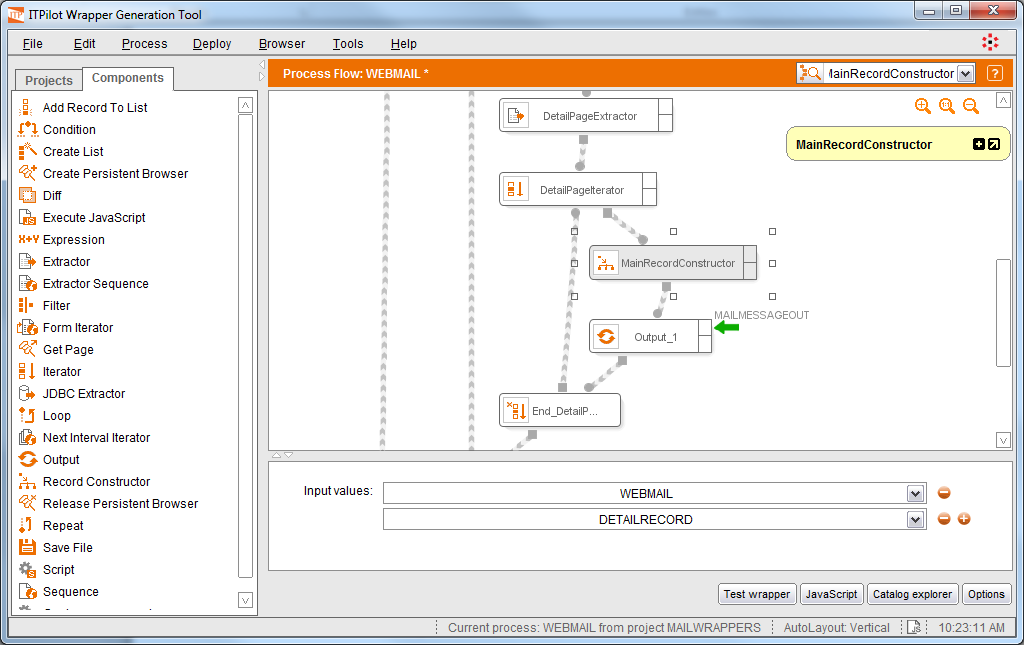 ITPilot Wrapper Generation Tool
File Edit Process Deploy Browser Tools Help
Projects Components
Process Flow: WEBMAIL *
MainRecordConstructor
?
Add Record To List
Condition
Create List
Create Persistent Browser
Diff
Execute JavaScript
Expression
Extractor
Extractor Sequence
Filter
Form Iterator
Get Page
Iterator
JDBC Extractor
Loop
Next Interval Iterator
Output
Record Constructor
Release Persistent Browser
Repeat
Save File
Script
Sequence
DetailPageExtractor
MainRecordConstructor
DetailPageIterator
MainRecordConstructor
MAILMESSAGEOUT
Output_1
End_DetailP...
Input values: WEBMAIL
DETAILRECORD
Test wrapper JavaScript Catalog explorer Options
Current process: WEBMAIL from project MAILWRAPPERS AutoLayout: Vertical 10:23:11 AM